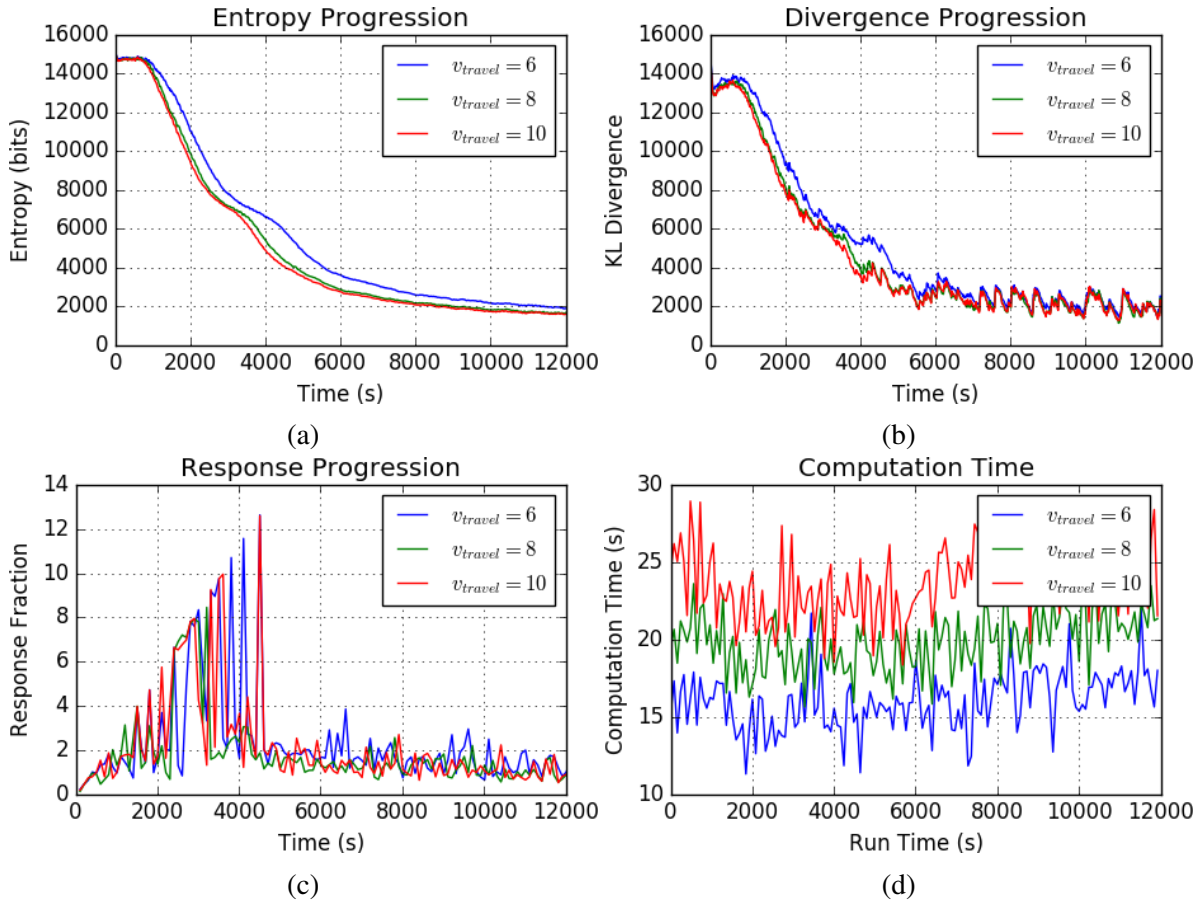 Entropy Progression
16000
14000
12000
10000
8000
6000
4000
2000
0
Entropy (bits)
v_travel = 6
v_travel = 8
v_travel = 10
0 2000 4000 6000 8000 10000 12000
Time (s)
(a)
Divergence Progression
16000
14000
12000
10000
8000
6000
4000
2000
0
KL Divergence
v_travel = 6
v_travel = 8
v_travel = 10
0 2000 4000 6000 8000 10000 12000
Time (s)
(b)
Response Progression
14
12
10
8
6
4
2
0
Response Fraction
v_travel = 6
v_travel = 8
v_travel = 10
0 2000 4000 6000 8000 10000 12000
Time (s)
(c)
Computation Time
30
25
20
15
10
Computation Time (s)
v_travel = 6
v_travel = 8
v_travel = 10
0 2000 4000 6000 8000 10000 12000
Run Time (s)
(d)